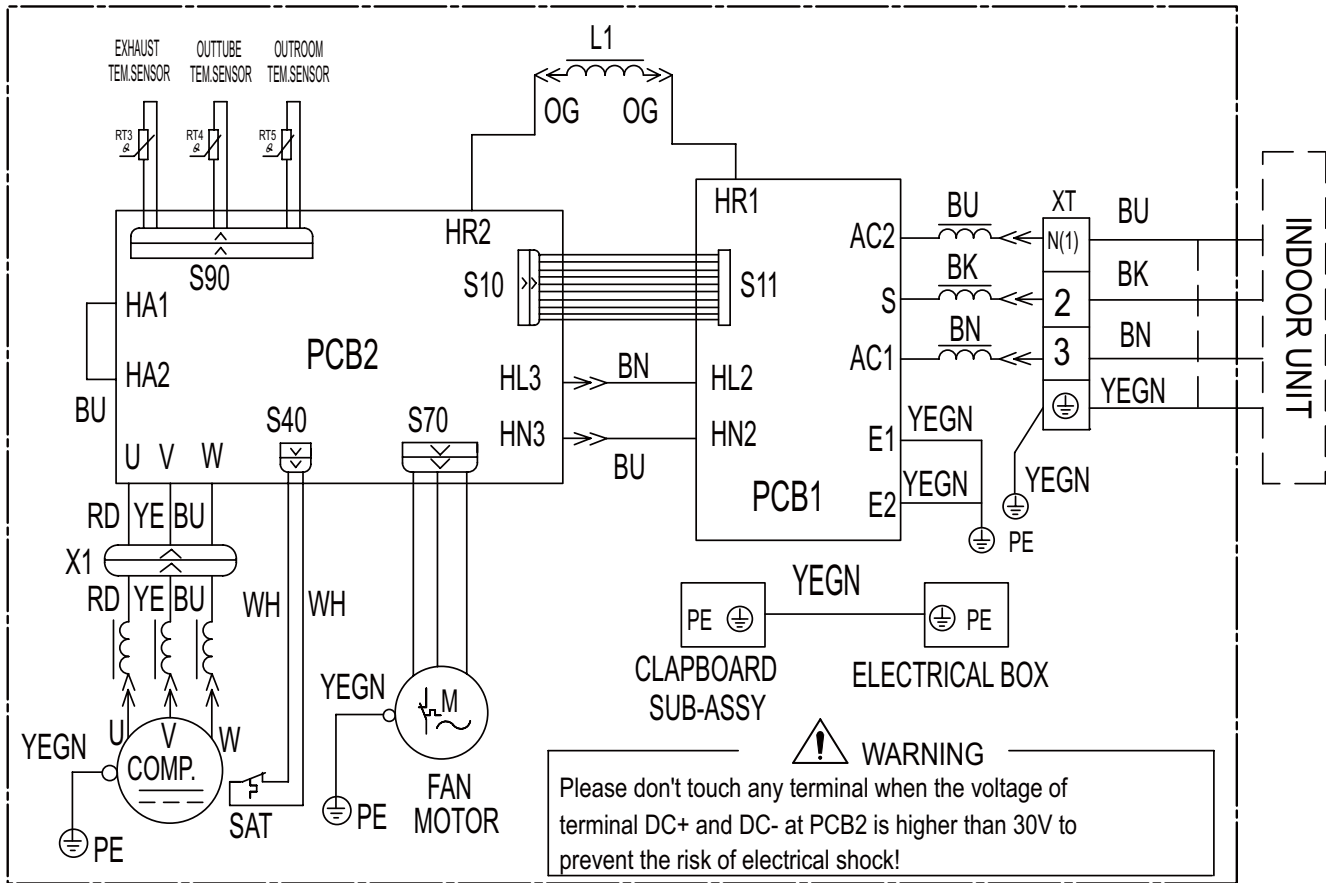 EXHAUST
TEM.SENSOR
OUTTUBE
TEM.SENSOR
OUTROOM
TEM.SENSOR
RT3
RT4
RT5
L1
OG OG
HR2
HR1
S90
S10
S11
HA1
HA2
BU
PCB2
HL3
BN
HL2
HN3
BU
HN2
PCB1
AC2
S
AC1
E1
E2
BU
BK
BN
XT
N(1)
2
3
BU
BK
BN
YEGN
INDOOR UNIT
YEGN
YEGN
YEGN
PE
U V W
S40
S70
RD YE BU
X1
RD YE BU
WH WH
U V W
YEGN
COMP.
PE
SAT
YEGN
PE
M
FAN
MOTOR
PE
YEGN
PE
CLAPBOARD
SUB-ASSY
ELECTRICAL BOX
WARNING
Please don't touch any terminal when the voltage of
terminal DC+ and DC- at PCB2 is higher than 30V to
prevent the risk of electrical shock!